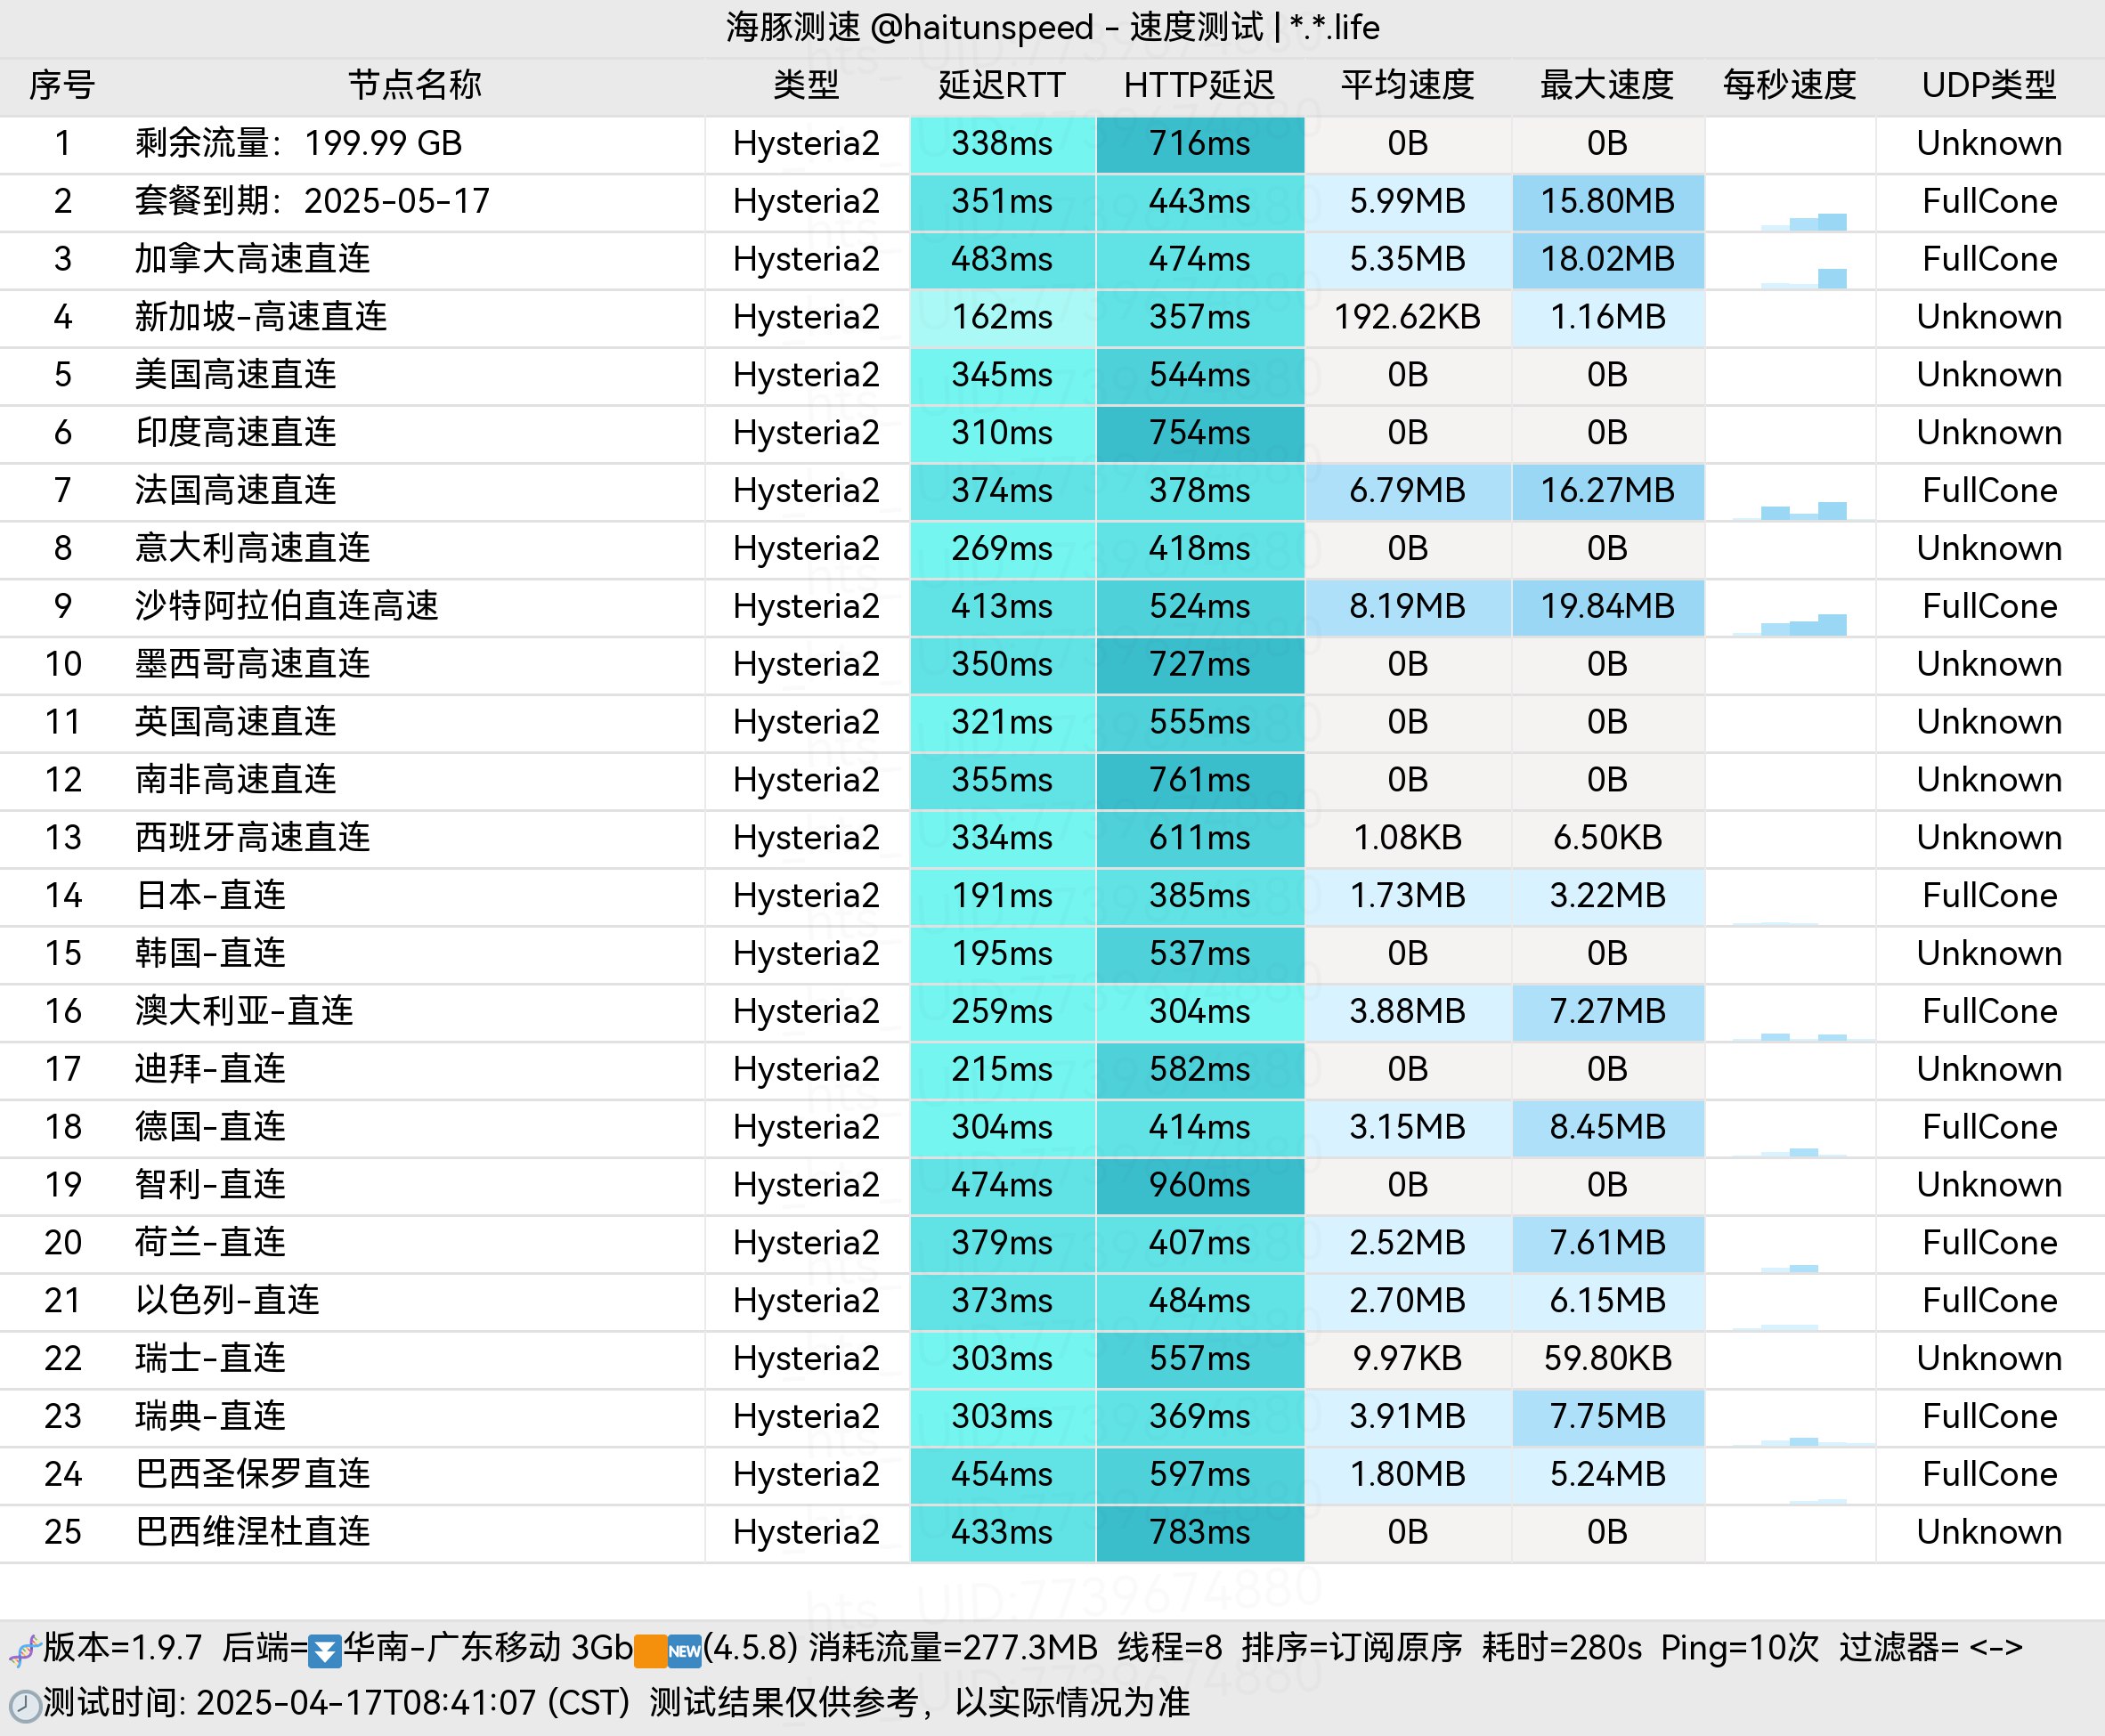 海豚测速 @haitunspeed - 速度测试 | *.*.life
序号 节点名称 类型 延迟RTT HTTP延迟 平均速度 最大速度 每秒速度 UDP类型
1 剩余流量：199.99 GB Hysteria2 338ms 716ms 0B 0B Unknown
2 套餐到期：2025-05-17 Hysteria2 351ms 443ms 5.99MB 15.80MB FullCone
3 加拿大高速直连 Hysteria2 483ms 474ms 5.35MB 18.02MB FullCone
4 新加坡-高速直连 Hysteria2 162ms 357ms 192.62KB 1.16MB Unknown
5 美国高速直连 Hysteria2 345ms 544ms 0B 0B Unknown
6 印度高速直连 Hysteria2 310ms 754ms 0B 0B Unknown
7 法国高速直连 Hysteria2 374ms 378ms 6.79MB 16.27MB FullCone
8 意大利高速直连 Hysteria2 269ms 418ms 0B 0B Unknown
9 沙特阿拉伯直连高速 Hysteria2 413ms 524ms 8.19MB 19.84MB FullCone
10 墨西哥高速直连 Hysteria2 350ms 727ms 0B 0B Unknown
11 英国高速直连 Hysteria2 321ms 555ms 0B 0B Unknown
12 南非高速直连 Hysteria2 355ms 761ms 0B 0B Unknown
13 西班牙高速直连 Hysteria2 334ms 611ms 1.08KB 6.50KB Unknown
14 日本-直连 Hysteria2 191ms 385ms 1.73MB 3.22MB FullCone
15 韩国-直连 Hysteria2 195ms 537ms 0B 0B Unknown
16 澳大利亚-直连 Hysteria2 259ms 304ms 3.88MB 7.27MB FullCone
17 迪拜-直连 Hysteria2 215ms 582ms 0B 0B Unknown
18 德国-直连 Hysteria2 304ms 414ms 3.15MB 8.45MB FullCone
19 智利-直连 Hysteria2 474ms 960ms 0B 0B Unknown
20 荷兰-直连 Hysteria2 379ms 407ms 2.52MB 7.61MB FullCone
21 以色列-直连 Hysteria2 373ms 484ms 2.70MB 6.15MB FullCone
22 瑞士-直连 Hysteria2 303ms 557ms 9.97KB 59.80KB Unknown
23 瑞典-直连 Hysteria2 303ms 369ms 3.91MB 7.75MB FullCone
24 巴西圣保罗直连 Hysteria2 454ms 597ms 1.80MB 5.24MB FullCone
25 巴西维涅杜直连 Hysteria2 433ms 783ms 0B 0B Unknown
hts_ UID:7739674880
🧬版本=1.9.7 后端=⏬华南-广东移动 3Gb🟧🆕(4.5.8) 消耗流量=277.3MB 线程=8 排序=订阅原序 耗时=280s Ping=10次 过滤器= <->
🕗测试时间: 2025-04-17T08:41:07 (CST) 测试结果仅供参考，以实际情况为准